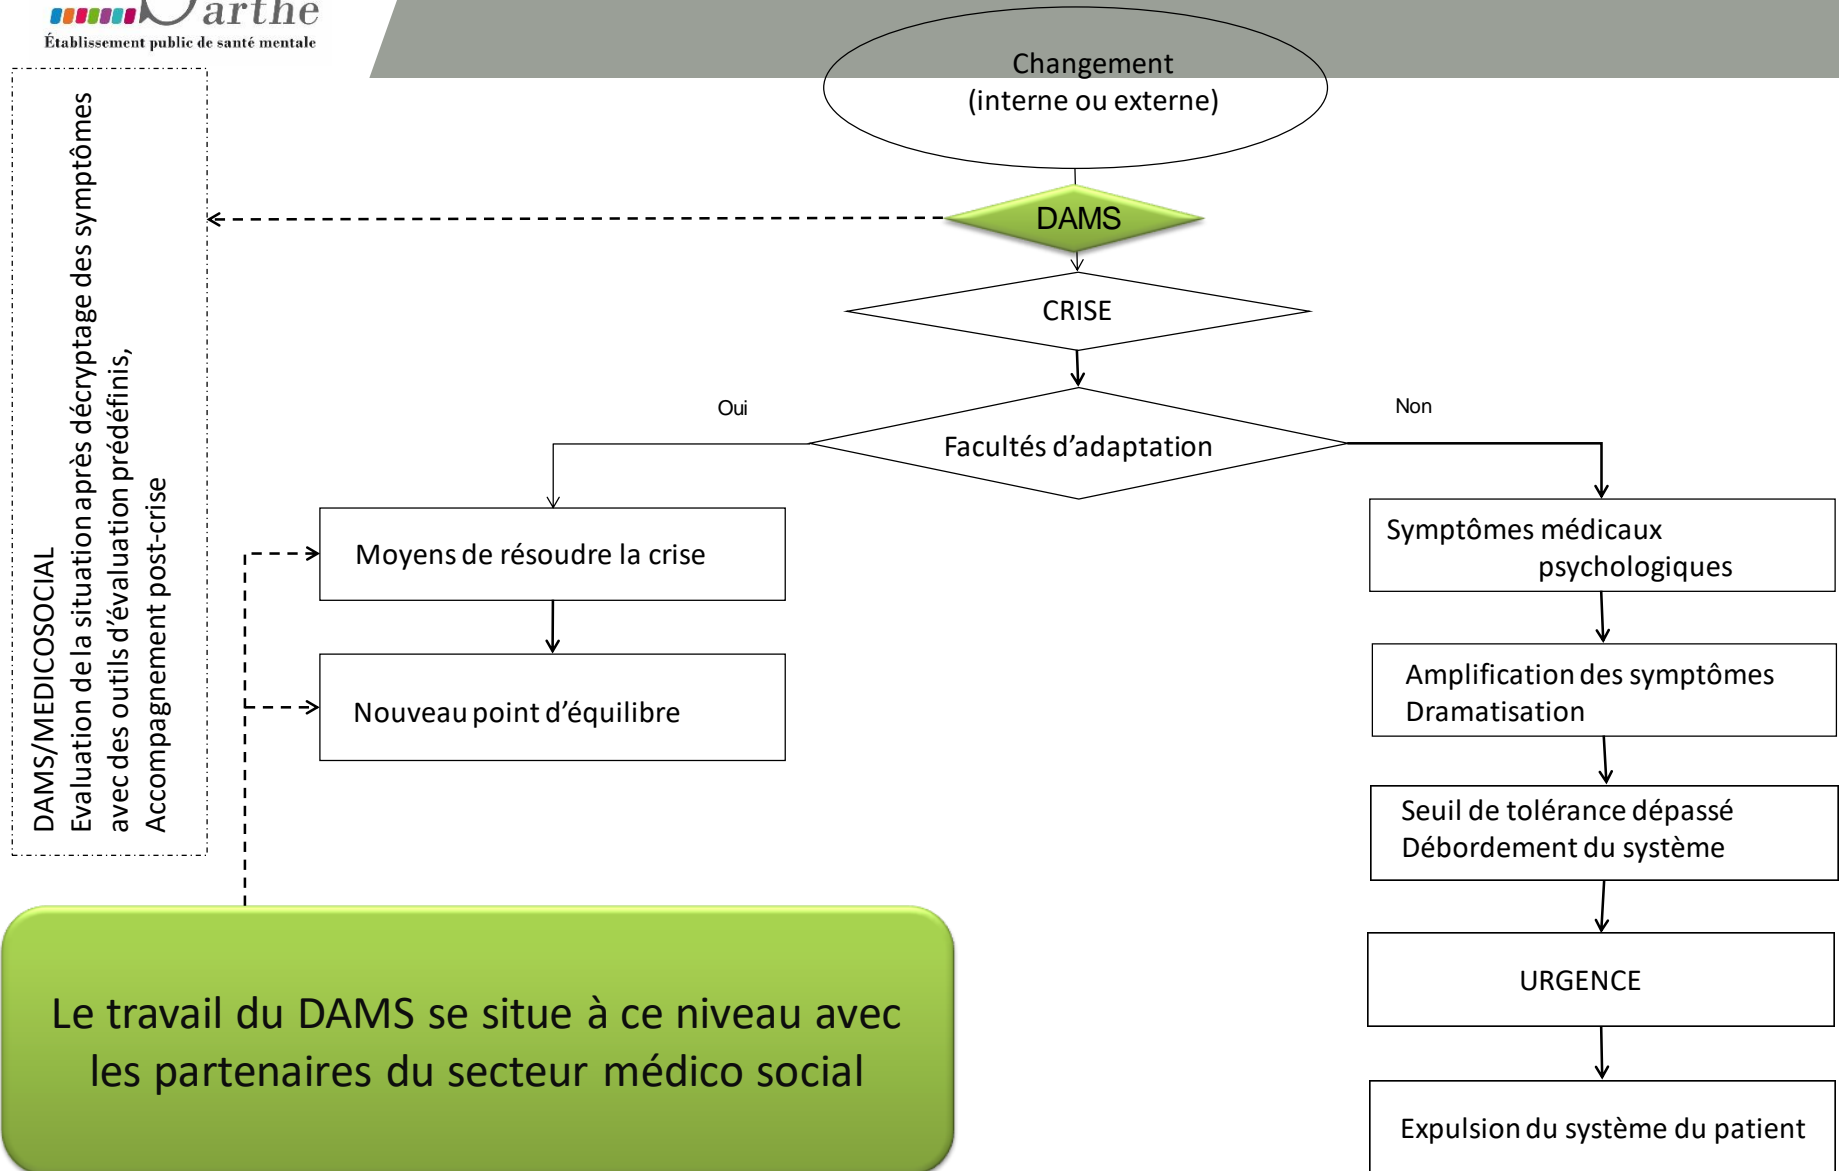 arthe
Établissement public de santé mentale
Changement
(interne ou externe)
DAMS
CRISE
Facultés d'adaptation
Oui
Non
DAMS/MEDICOSOCIAL
Evaluation de la situation après décryptage des symptômes
avec des outils d'évaluation prédéfinis,
Accompagnement post-crise
Moyens de résoudre la crise
Nouveau point d'équilibre
Symptômes médicaux
psychologiques
Amplification des symptômes
Dramatisation
Seuil de tolérance dépassé
Débordement du système
URGENCE
Expulsion du système du patient
Le travail du DAMS se situe à ce niveau avec
les partenaires du secteur médico social